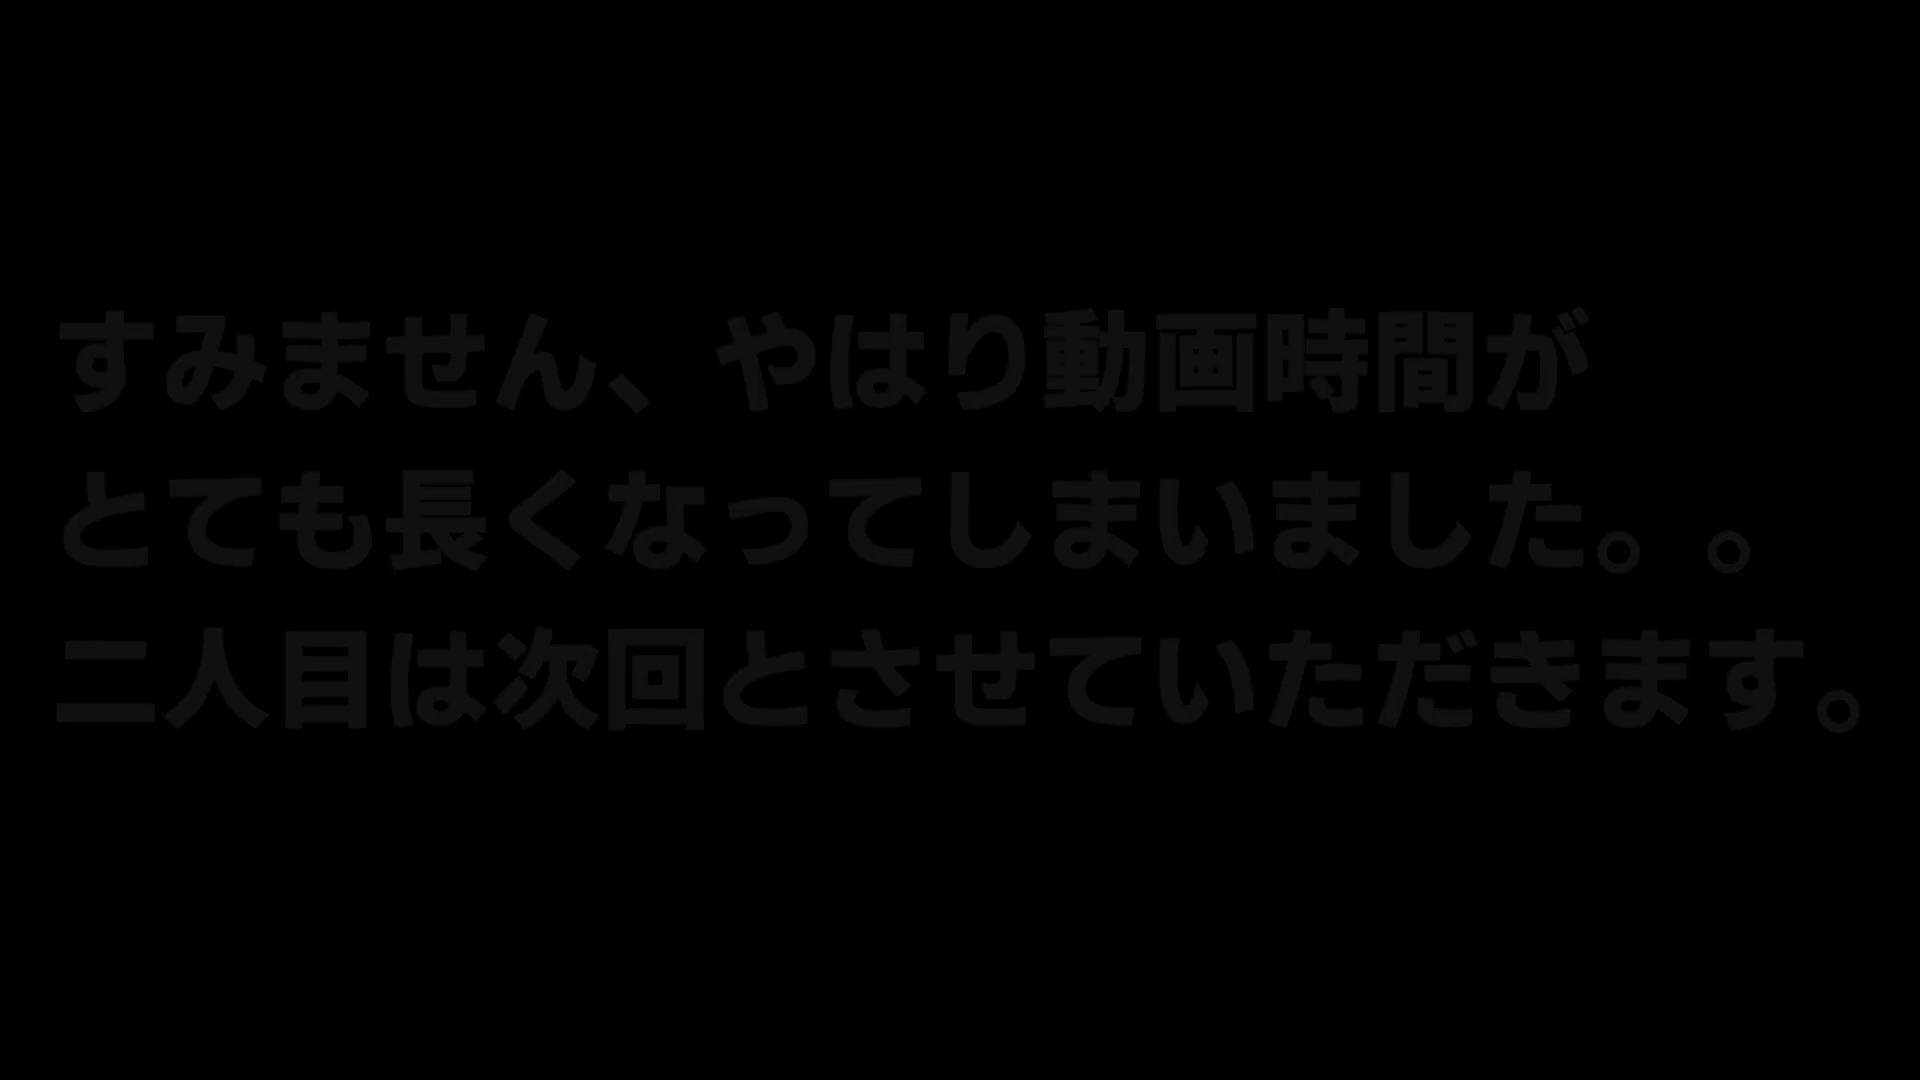 すみません、やはり動画時間が
とても長くなってしまいました。。
二人目は次回とさせていただきます。